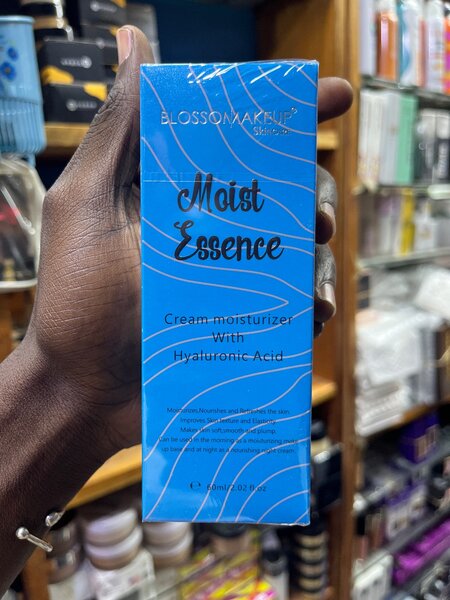 BLOSSOMAKEUP
Skincare
Moist
Essence
Cream moisturizer
With
Hyaluronic Acid
Moisturizes,Nourishes and Refreshes the skin.
Improves Skin Texture and Elasticity.
Makes skin soft,smooth and plump.
Can be used in the morning as a moisturizing make
up base and at night as a nourishing night cream.
60ml/2.02 fl.oz